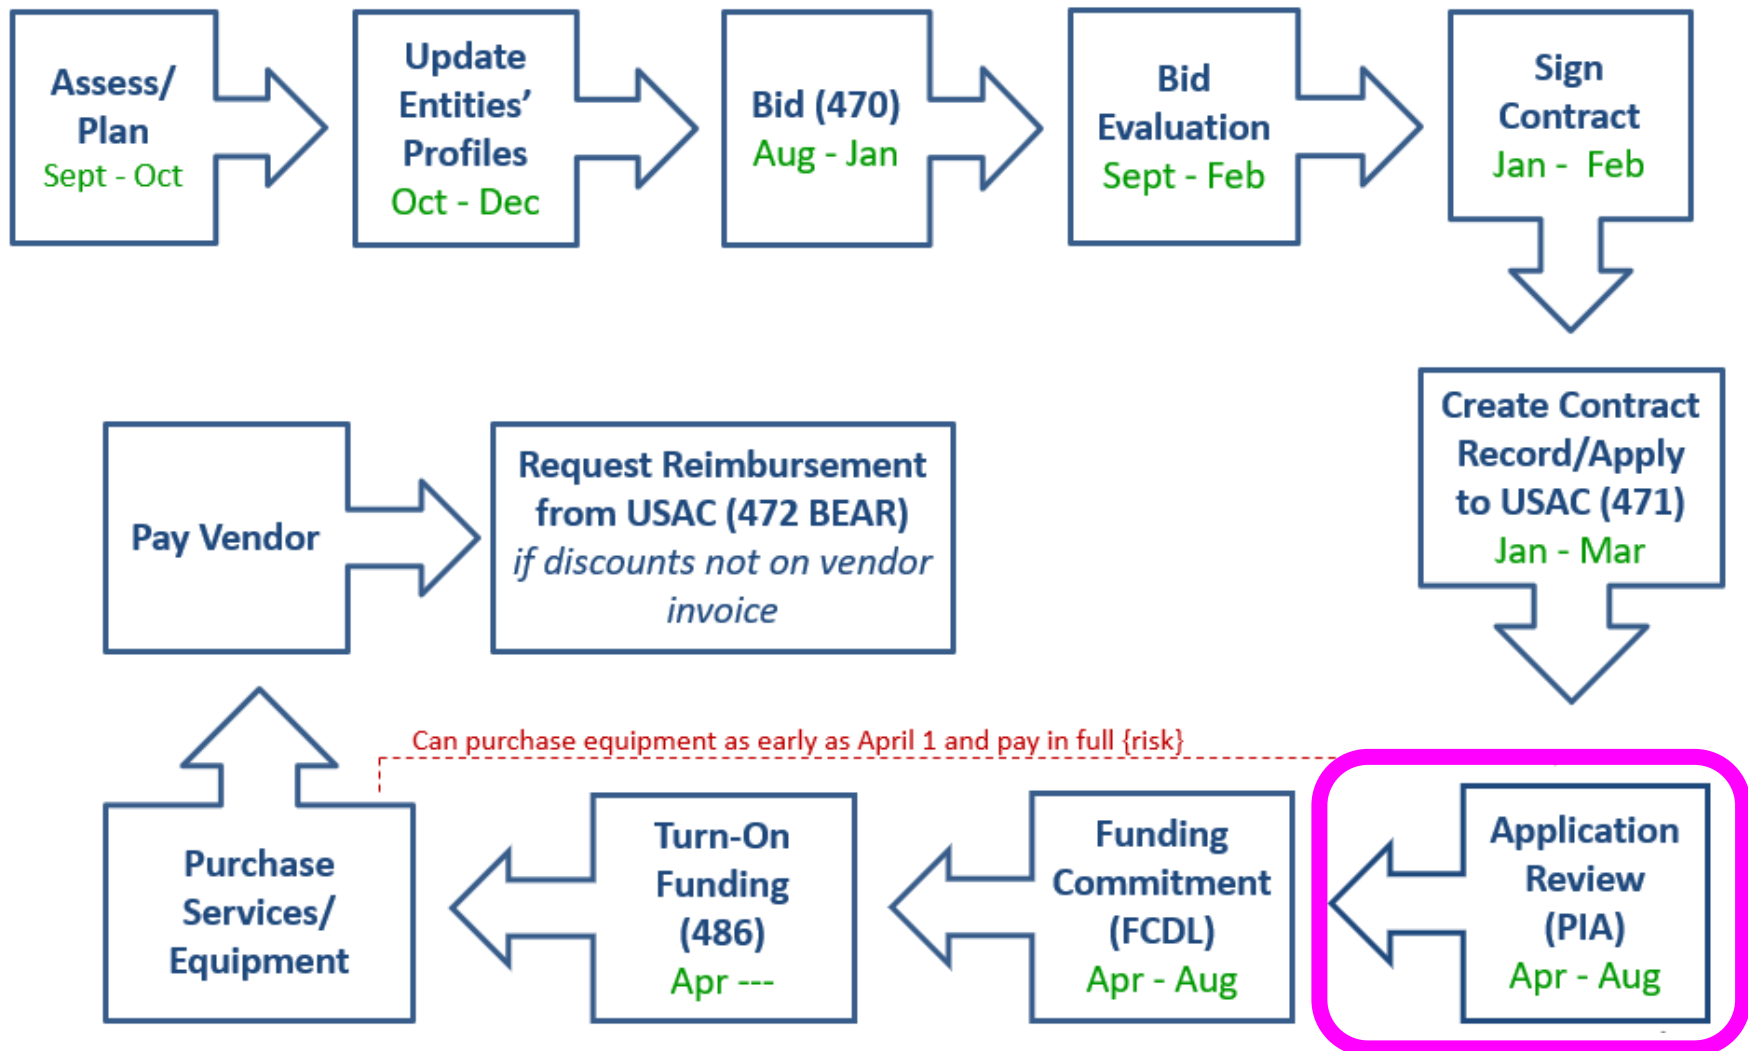 Assess/
Plan
Sept - Oct
Update
Entities’
Profiles
Oct - Dec
Bid (470)
Aug - Jan
Bid
Evaluation
Sept - Feb
Sign
Contract
Jan -  Feb
Create Contract
Record/Apply
to USAC (471)
Jan - Mar
Application
Review
(PIA)
Apr - Aug
Funding
Commitment
(FCDL)
Apr - Aug
Turn-On
Funding
(486)
Apr ---
Can purchase equipment as early as April 1 and pay in full {risk}
Purchase
Services/
Equipment
Pay Vendor
Request Reimbursement
from USAC (472 BEAR)
if discounts not on vendor
invoice